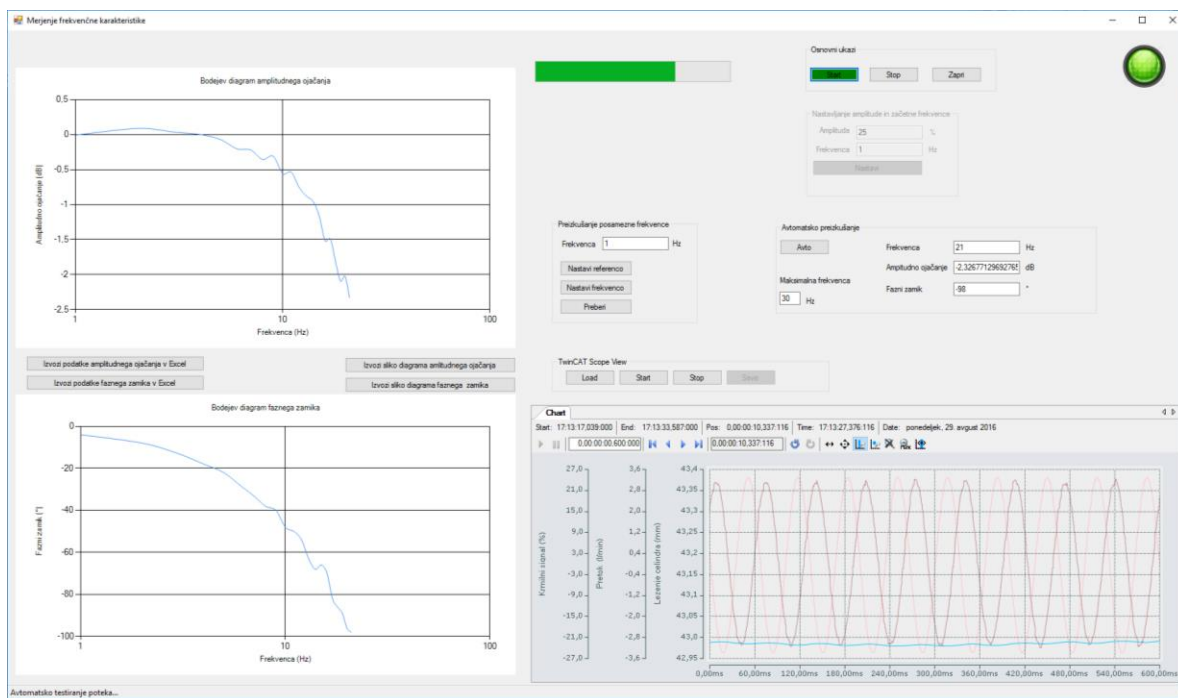 Merjenje frekvenčne karakteristike
Bodejev diagram amplitudnega ojačanja
Amplitudno ojačanje (dB)
0,5
0
-0.5
-1
-1.5
-2
-2.5
1
10
100
Frekvenca (Hz)
Osnovni ukazi
Start
Stop
Zapri
Nastavljanje amplitude in začetne frekvence
Amplituda 25 %
Frekvenca 1 Hz
Nastavi
Preizkušanje posamezne frekvence
Frekvenca 1 Hz
Nastavi referenco
Nastavi frekvenco
Preberi
Avtomatsko preizkušanje
Avto
Frekvenca 21 Hz
Ampltudno ojačanje -2,3267712969276 dB
Maksimalna frekvenca
30 Hz
Fazni zamik -98 °
Izvozi podatke amplitudnega ojačanja v Excel
Izvozi sliko diagrama amlitudnega ojačanja
Izvozi podatke faznega zamika v Excel
Izvozi sliko diagrama faznega zamika
TwinCAT Scope View
Load
Start
Stop
Save
Bodejev diagram faznega zamika
Fazni zamik (°)
0
-20
-40
-60
-80
-100
1
10
100
Frekvenca (Hz)
Chart
Start: 17:13:17,039:000 End: 17:13:33,587:000 Pos: 0,00:00:10,337:116 Time: 17:13:27,376:116 Date: ponedeljek, 29. avgust 2016
0,00:00:00.600:000
0,00:00:10,337:116
Krmilni signal (%)
27,0
21,0
15,0
9,0
3,0
-3,0
-9,0
-15,0
-21,0
-27,0
Pretok (l/min)
3,6
2,8
2,0
1,2
0,4
-0,4
-1,2
-2,0
-2,8
-3,6
Lezenje celindra (mm)
43,4
43,35
43,3
43,25
43,2
43,15
43,1
43,05
43,0
42,95
0,00ms
60,00ms
120,00ms
180,00ms
240,00ms
300,00ms
360,00ms
420,00ms
480,00ms
540,00ms
600,00ms
Avtomatsko testiranje poteka...